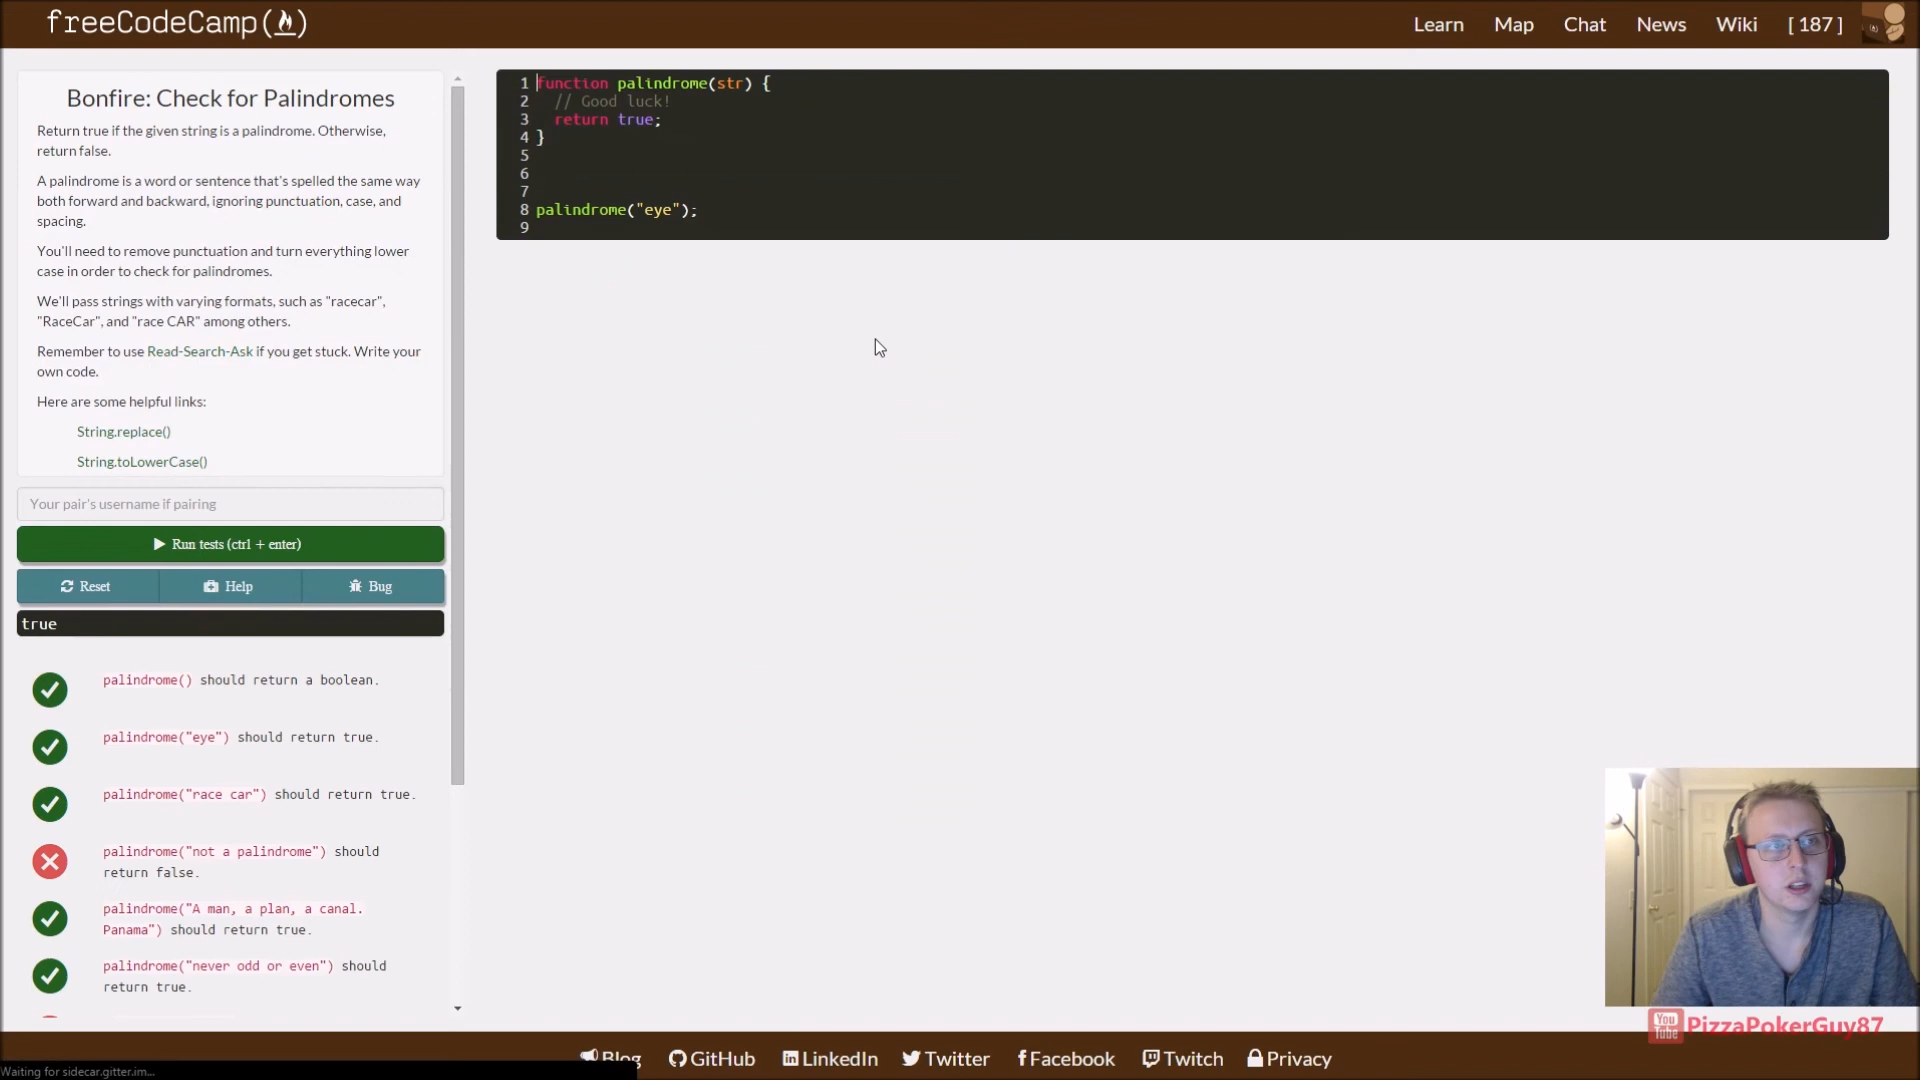 freeCodeCamp
Learn Map Chat News Wiki [ 187 ]
Bonfire: Check for Palindromes
Return true if the given string is a palindrome. Otherwise,
return false.
A palindrome is a word or sentence that's spelled the same way
both forward and backward, ignoring punctuation, case, and
spacing.
You'll need to remove punctuation and turn everything lower
case in order to check for palindromes.
We'll pass strings with varying formats, such as "racecar",
"RaceCar", and "race CAR" among others.
Remember to use Read-Search-Ask if you get stuck. Write your
own code.
Here are some helpful links:
String.replace()
String.toLowerCase()
Your pair's username if pairing
Run tests (ctrl + enter)
Reset Help Bug
true
palindrome() should return a boolean.
palindrome("eye") should return true.
palindrome("race car") should return true.
palindrome("not a palindrome") should
return false.
palindrome("A man, a plan, a canal.
Panama") should return true.
palindrome("never odd or even") should
return true.
1 function palindrome(str) {
2 // Good luck!
3 return true;
4 }
5
6
7
8 palindrome("eye");
9
You Tube PizzaPokerGuy87
Blog GitHub LinkedIn Twitter Facebook Twitch Privacy
Waiting for sidecar.gitter.im...